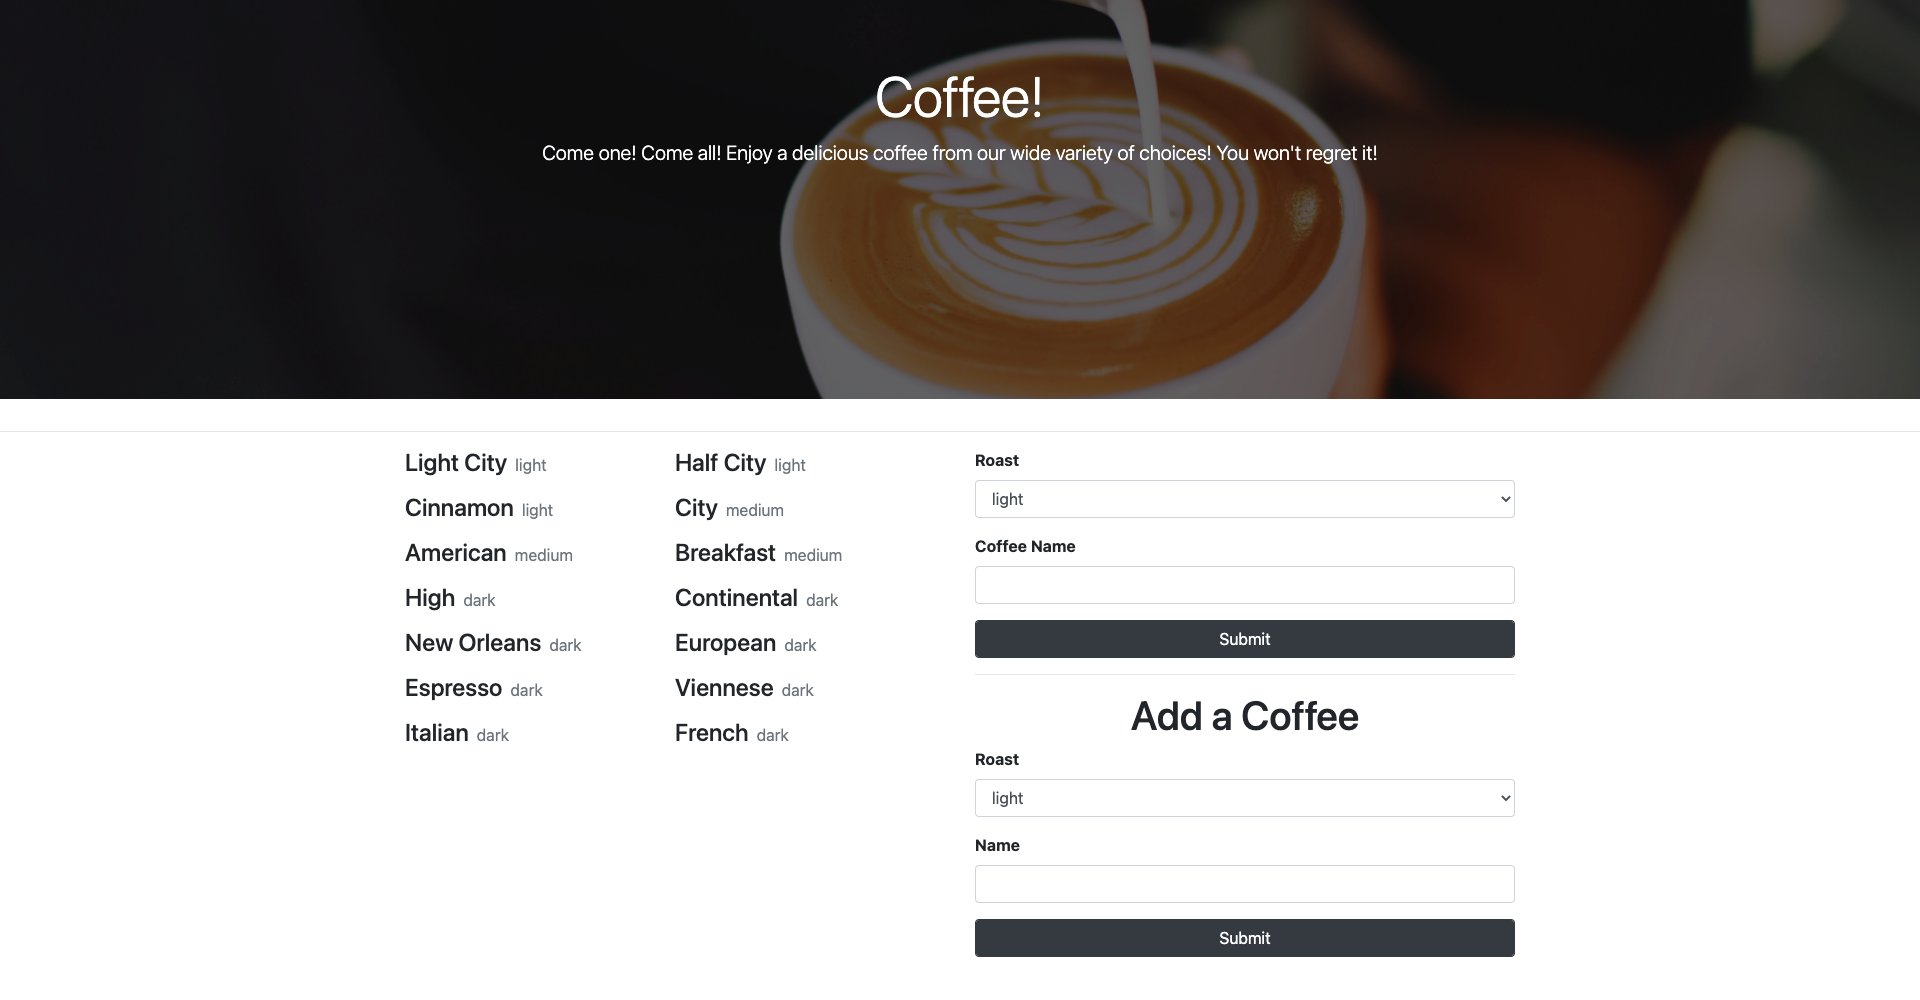 Coffee!
Come one! Come all! Enjoy a delicious coffee from our wide variety of choices! You won't regret it!
Light City light
Half City light
Cinnamon light
City medium
American medium
Breakfast medium
High dark
Continental dark
New Orleans dark
European dark
Espresso dark
Viennese dark
Italian dark
French dark
Roast
light
Coffee Name
Submit
Add a Coffee
Roast
light
Name
Submit